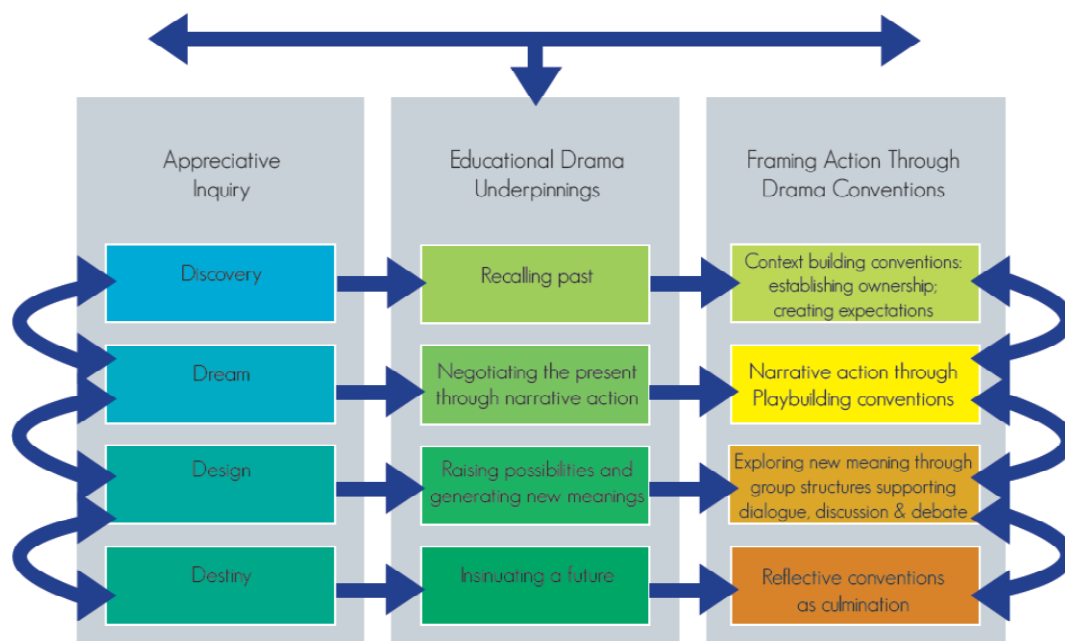 Appreciative
Inquiry
Educational Drama
Underpinnings
Framing Action Through
Drama Conventions
Discovery
Recalling past
Context building conventions:
establishing ownership;
creating expectations
Dream
Negotiating the present
through narrative action
Narrative action through
Playbuilding conventions
Design
Raising possibilities and
generating new meanings
Exploring new meaning through
group structures supporting
dialogue, discussion & debate
Destiny
Insinuating a future
Reflective conventions
as culmination